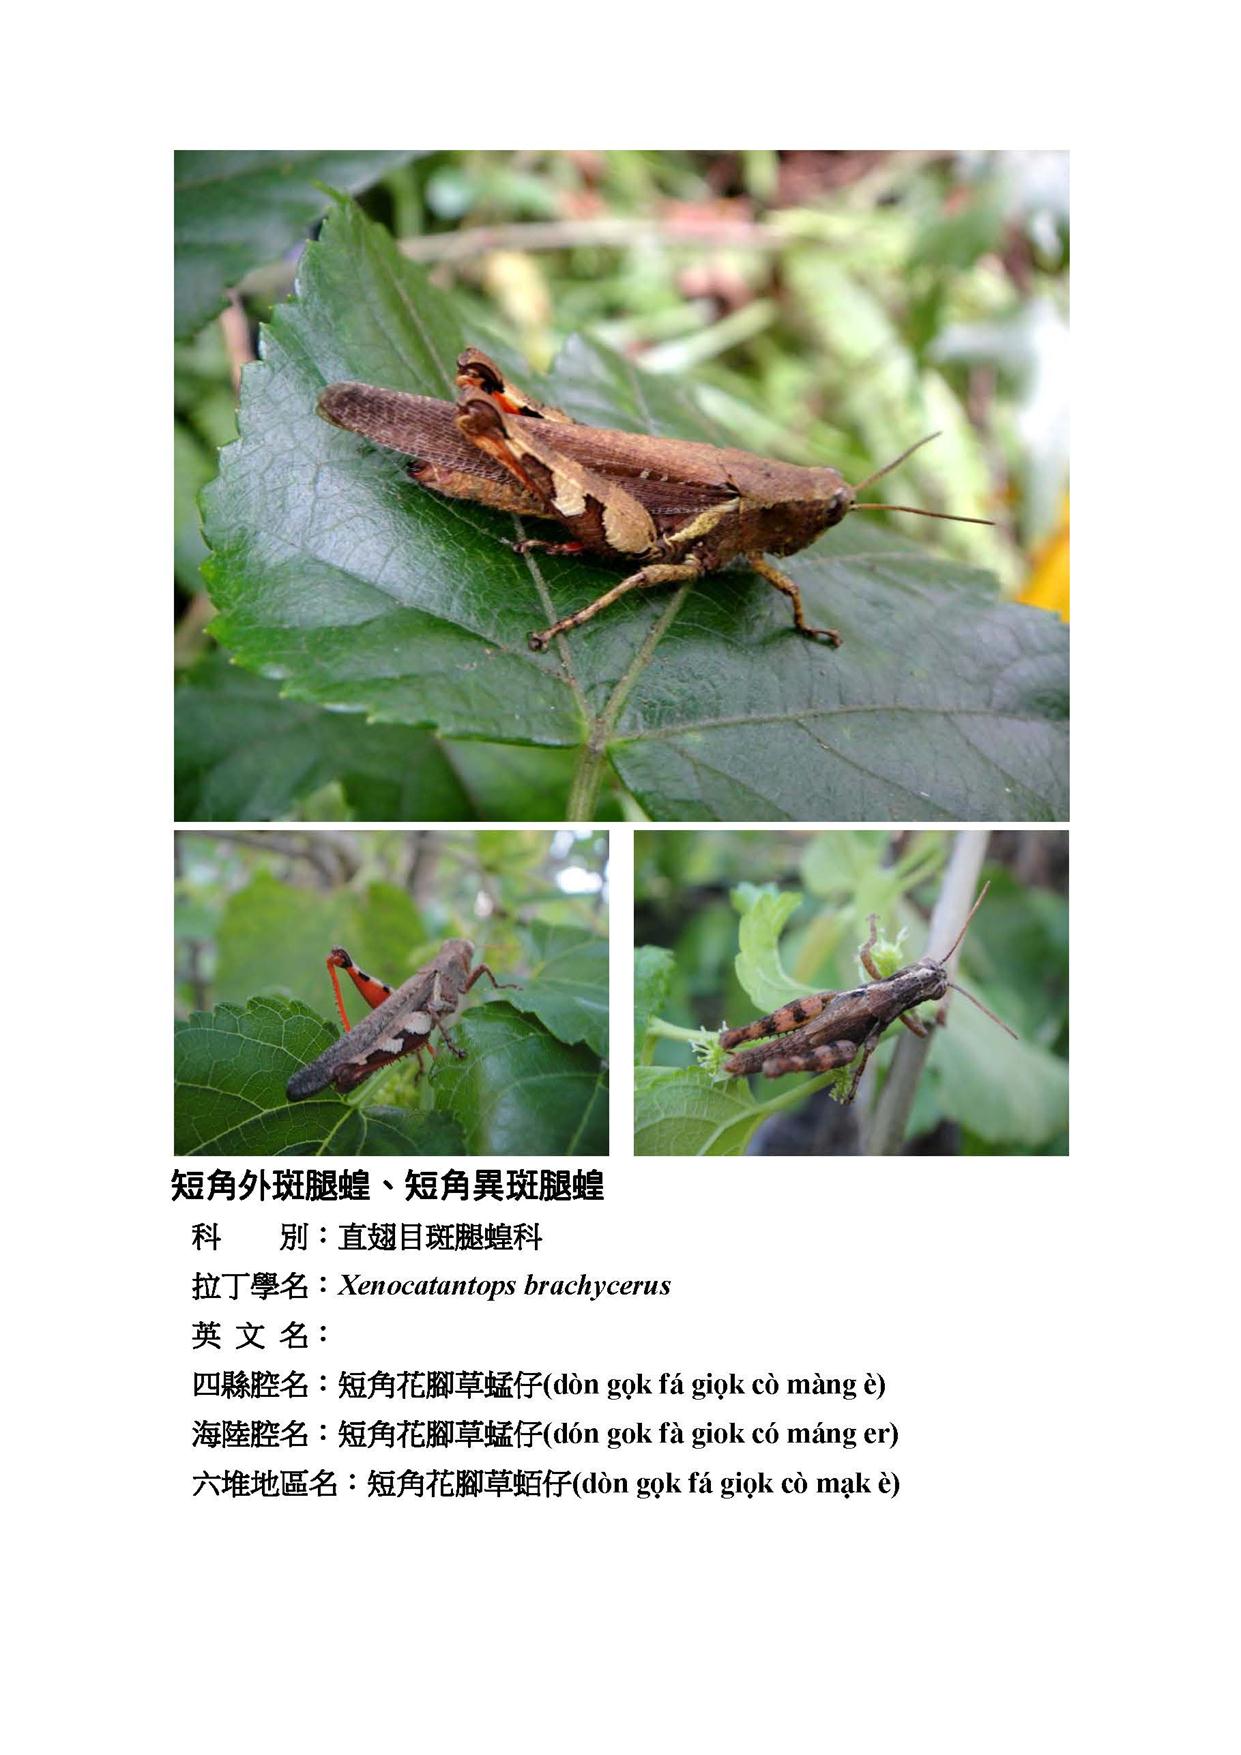 短角外斑腿蝗、短角異斑腿蝗
科　　別：直翅目斑腿蝗科
拉丁學名：Xenocatantops brachycerus
英 文 名：
四縣腔名：短角花腳草蜢仔(dòn gọk fá giọk cò màng è)
海陸腔名：短角花腳草蜢仔(dón gok fà giok có máng er)
六堆地區名：短角花腳草蛨仔(dòn gọk fá giọk cò mạk è)